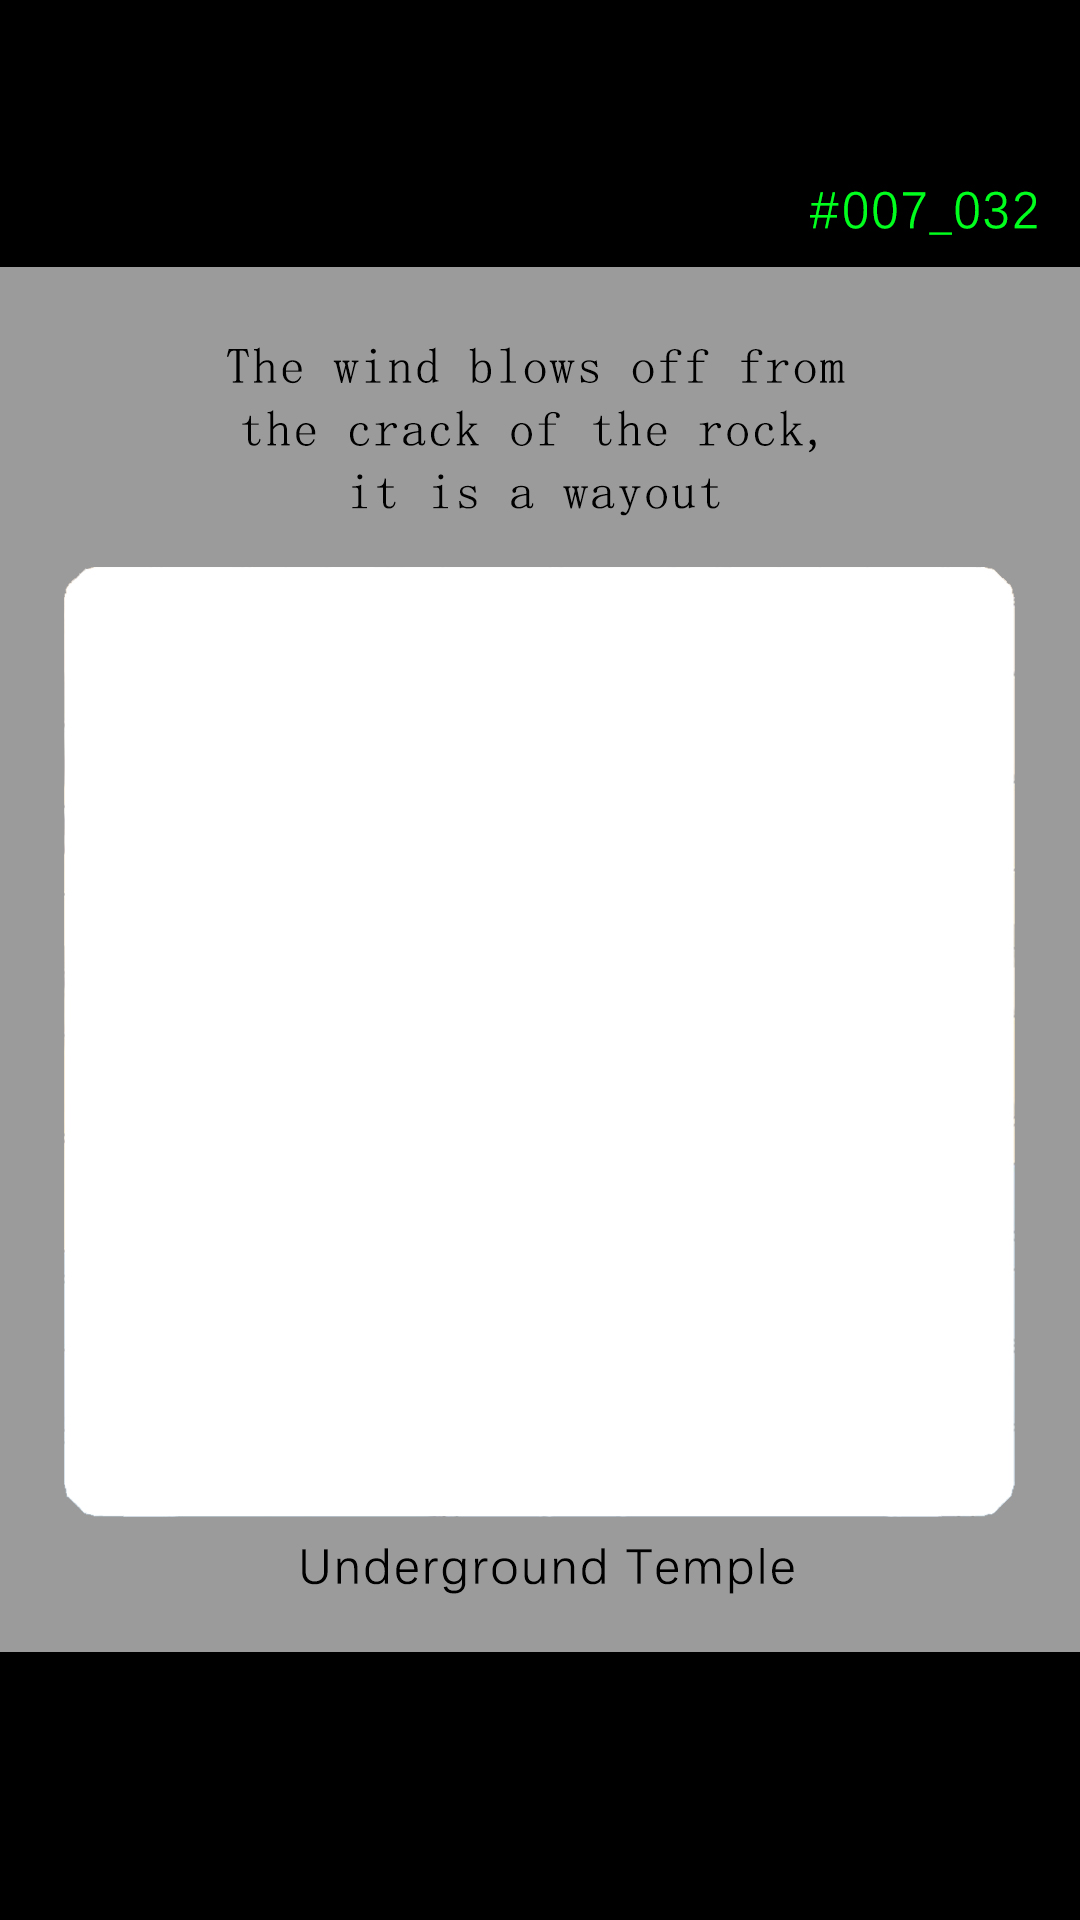 #007_032
The wind blows off from
the crack of the rock,
it is a wayout
Underground Temple